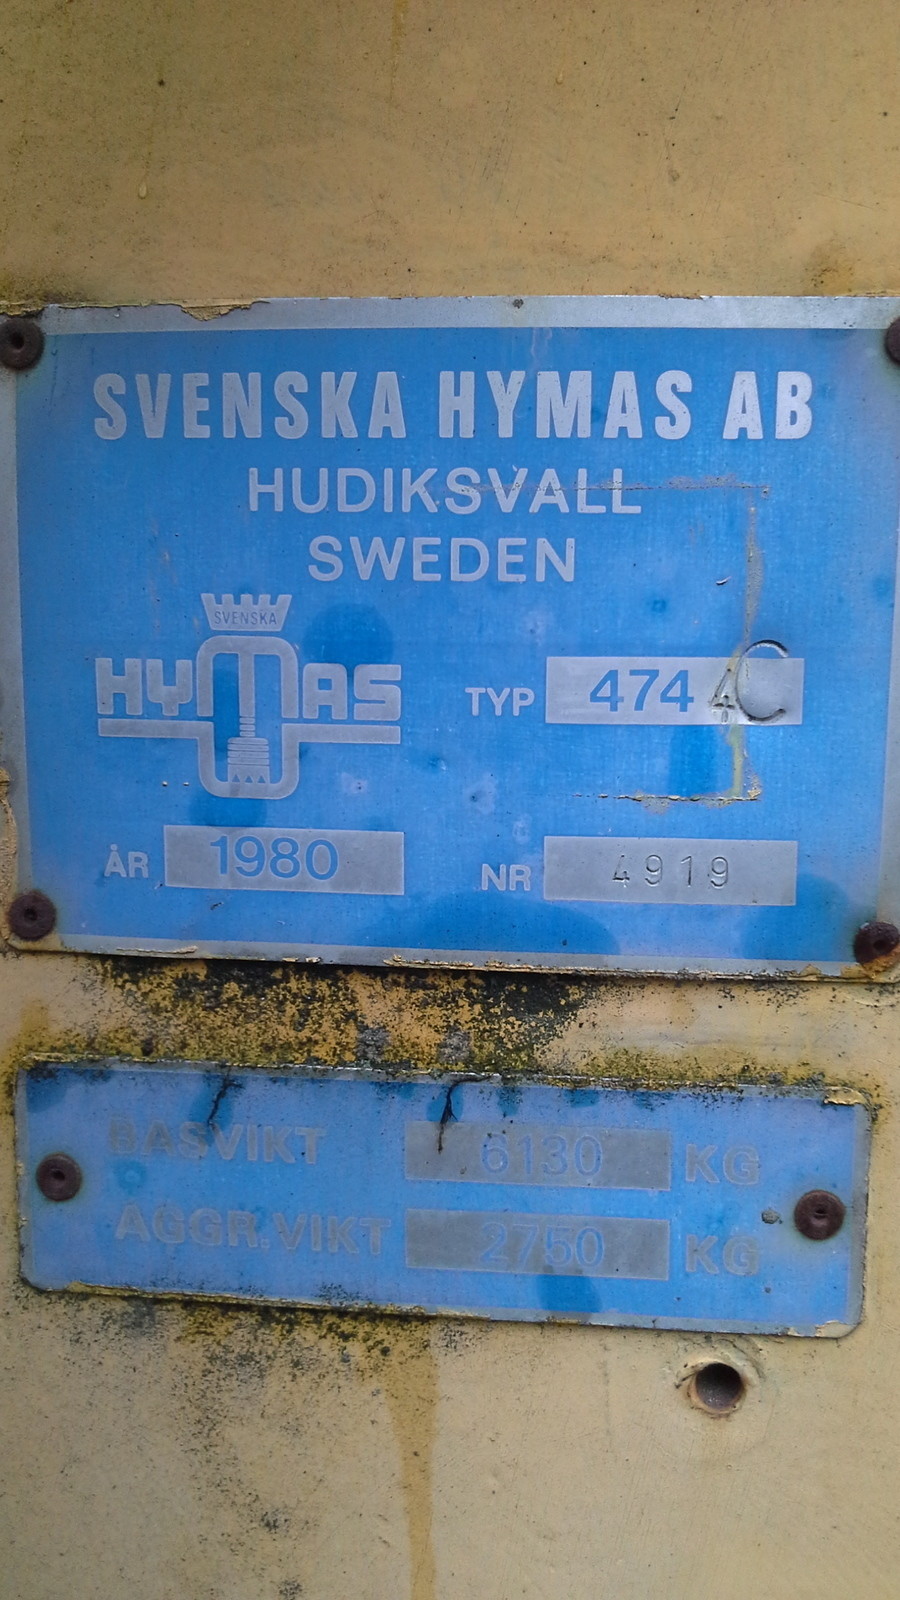 SVENSKA HYMAS AB
HUDIKSVALL
SWEDEN
SVENSKA
HYMAS
TYP 474 4C
ÅR 1980 NR 4919
BASVIKT 6130 KG
AGGR.VIKT 2750 KG